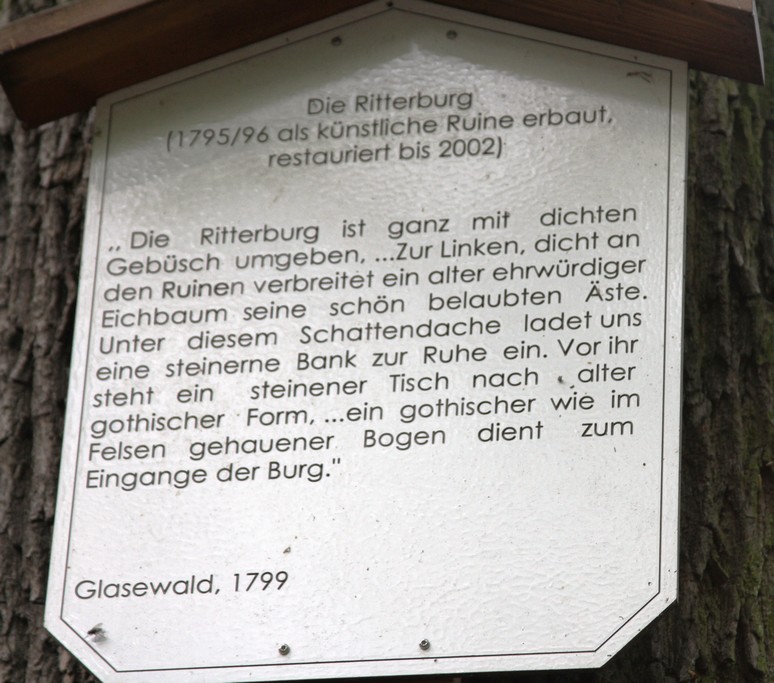 Die Ritterburg
(1795/96 als künstliche Ruine erbaut,
restauriert bis 2002)
„Die Ritterburg ist ganz mit dichten
Gebüsch umgeben, ...Zur Linken, dicht an
den Ruinen verbreitet ein alter ehrwürdiger
Eichbaum seine schön belaubten Äste.
Unter diesem Schattendache ladet uns
eine steinerne Bank zur Ruhe ein. Vor ihr
steht ein steinener Tisch nach alter
gothischer Form, ...ein gothischer wie im
Felsen gehauener Bogen dient zum
Eingange der Burg."
Glasewald, 1799